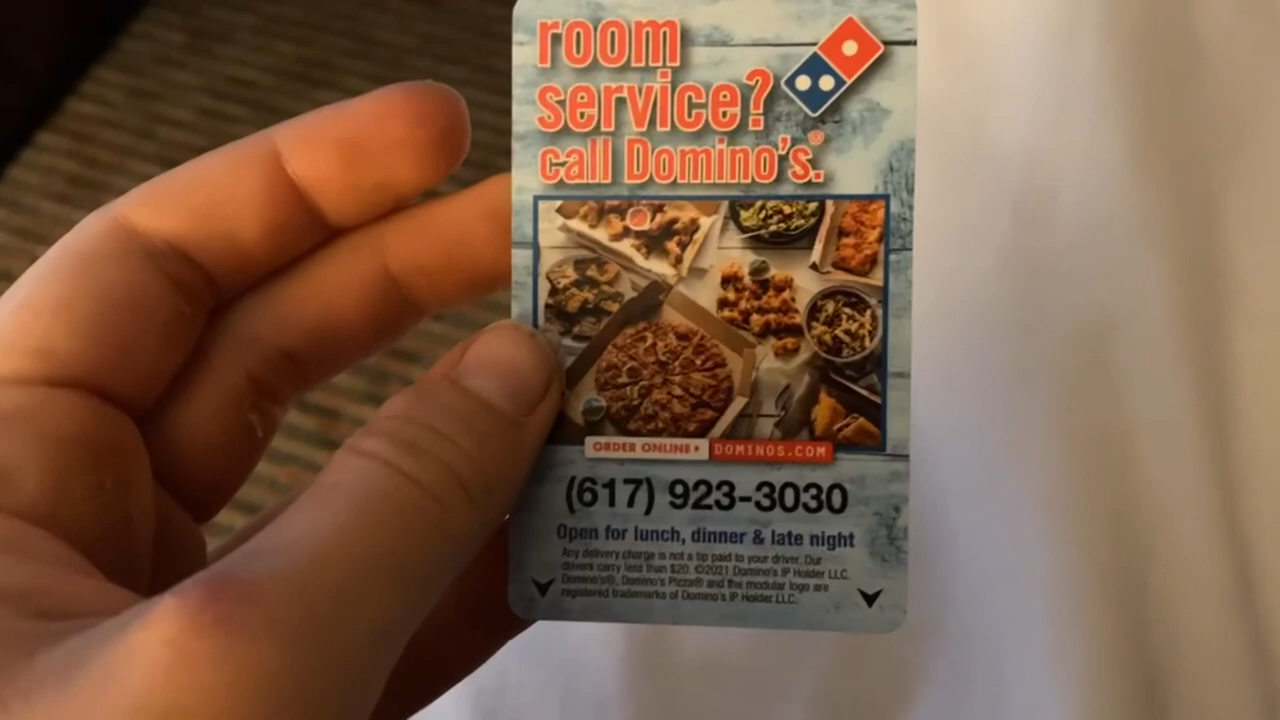 room
service?
call Domino's.®
ORDER ONLINE
DOMINOS.COM
(617) 923-3030
Open for lunch, dinner & late night
Any delivery charge is not a tip paid to your driver. Our
drivers carry less than $20. ©2021 Domino's IP Holder LLC.
Domino's®, Domino's Pizza® and the modular logo are
registered trademarks of Domino's IP Holder LLC.